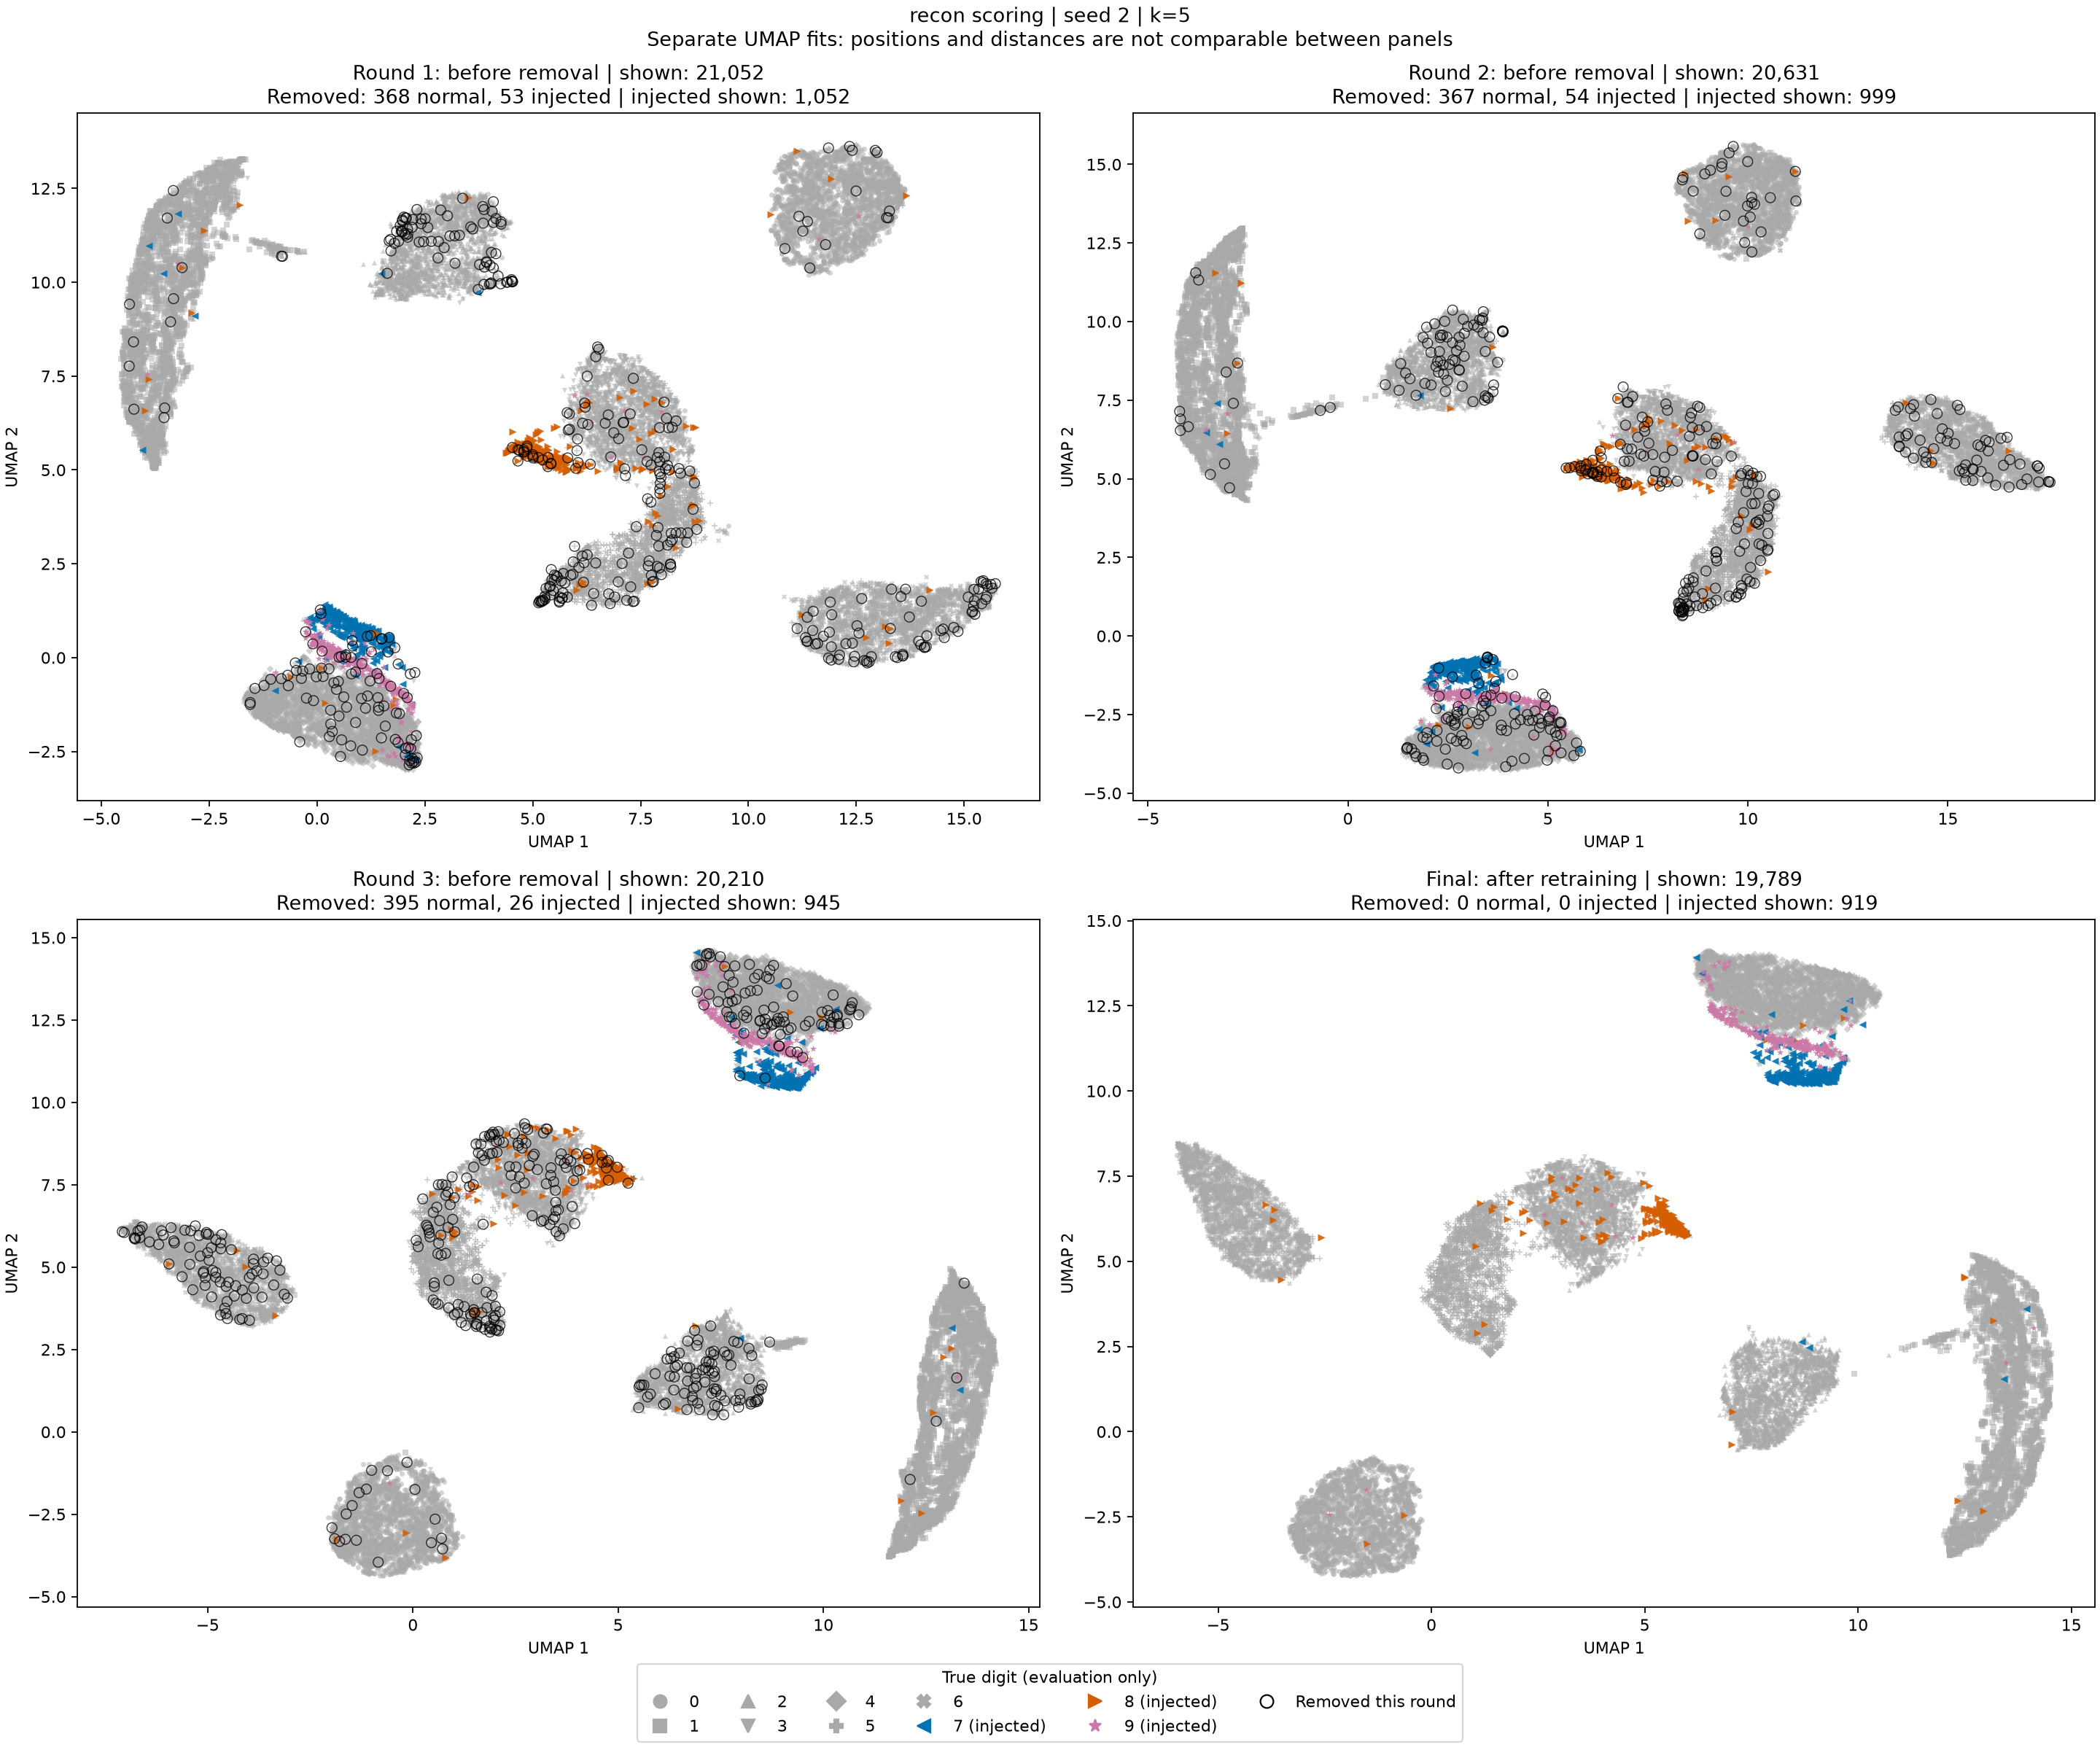 recon scoring | seed 2 | k=5
Separate UMAP fits: positions and distances are not comparable between panels
Round 1: before removal | shown: 21,052
Removed: 368 normal, 53 injected | injected shown: 1,052
12.5
10.0
7.5
5.0
2.5
0.0
−2.5
UMAP 2
−5.0 −2.5 0.0 2.5 5.0 7.5 10.0 12.5 15.0
UMAP 1
Round 2: before removal | shown: 20,631
Removed: 367 normal, 54 injected | injected shown: 999
15.0
12.5
10.0
7.5
5.0
2.5
0.0
−2.5
−5.0
UMAP 2
−5 0 5 10 15
UMAP 1
Round 3: before removal | shown: 20,210
Removed: 395 normal, 26 injected | injected shown: 945
15.0
12.5
10.0
7.5
5.0
2.5
0.0
−2.5
−5.0
UMAP 2
−5 0 5 10 15
UMAP 1
Final: after retraining | shown: 19,789
Removed: 0 normal, 0 injected | injected shown: 919
15.0
12.5
10.0
7.5
5.0
2.5
0.0
−2.5
−5.0
UMAP 2
−5 0 5 10 15
UMAP 1
True digit (evaluation only)
0 2 4 6 8 (injected) Removed this round
1 3 5 7 (injected) 9 (injected)